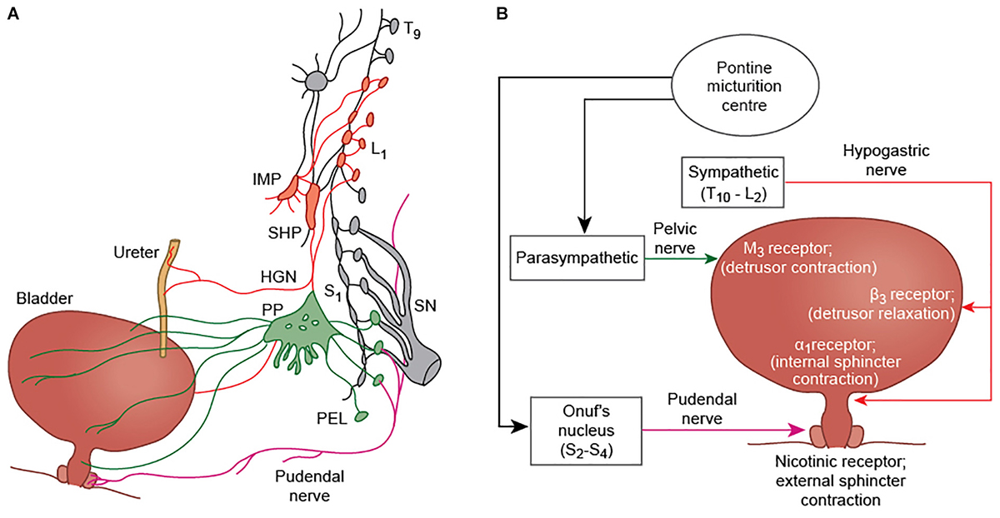 A
T9
L1
IMP
SHP
Ureter
HGN
S1
SN
Bladder
PP
PEL
Pudendal
nerve
B
Pontine
micturition
centre
Hypogastric
nerve
Sympathetic
(T10 - L2)
Pelvic
nerve
Parasympathetic
M3 receptor;
(detrusor contraction)
β3 receptor;
(detrusor relaxation)
α1receptor;
(internal sphincter
contraction)
Pudendal
nerve
Onuf's
nucleus
(S2-S4)
Nicotinic receptor;
external sphincter
contraction